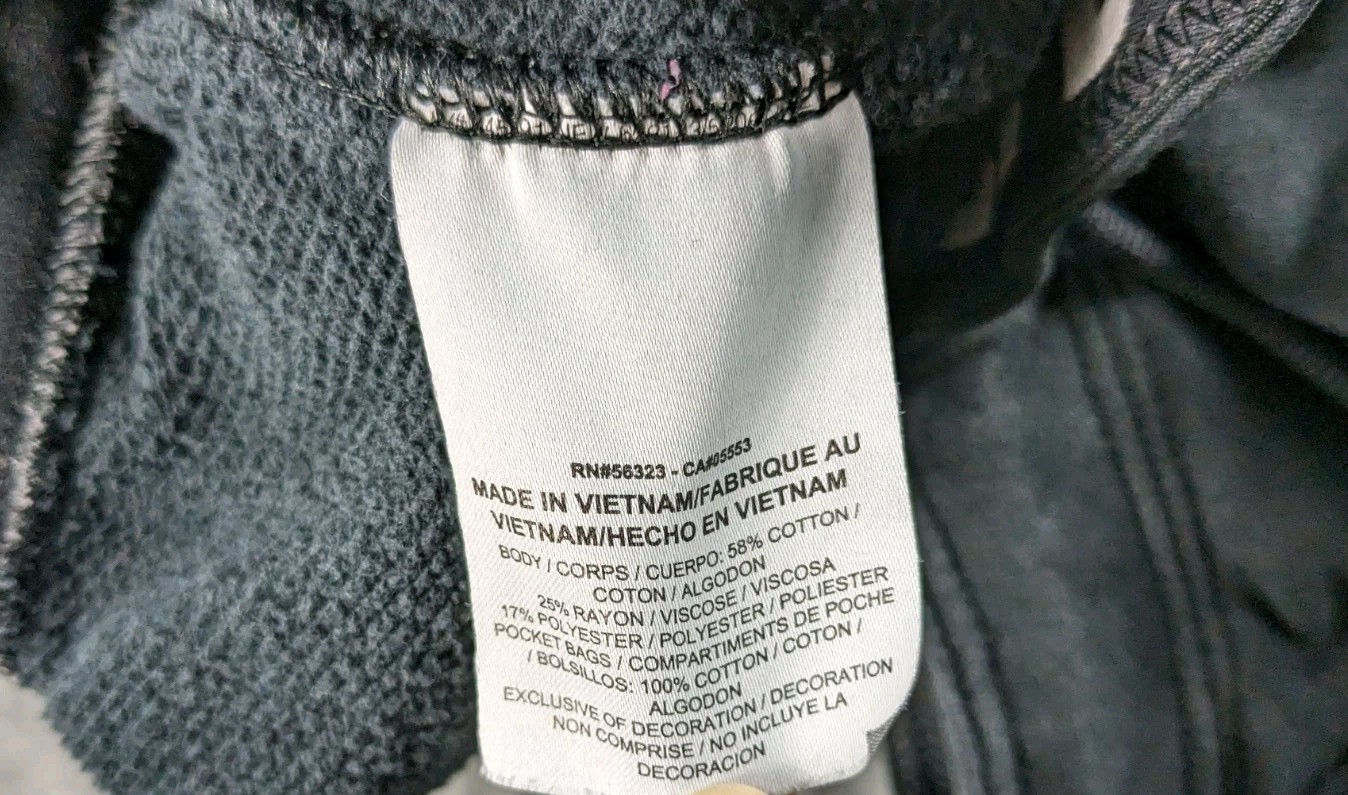 RN#56323 - CA#05553
MADE IN VIETNAM/FABRIQUE AU
VIETNAM/HECHO EN VIETNAM
BODY / CORPS / CUERPO: 58% COTTON /
COTON / ALGODON
25% RAYON / VISCOSE / VISCOSA
17% POLYESTER / POLYESTER / POLIESTER
POCKET BAGS / COMPARTIMENTS DE POCHE
/ BOLSILLOS: 100% COTTON / COTON /
ALGODON
EXCLUSIVE OF DECORATION / DECORATION
NON COMPRISE / NO INCLUYE LA
DECORACION